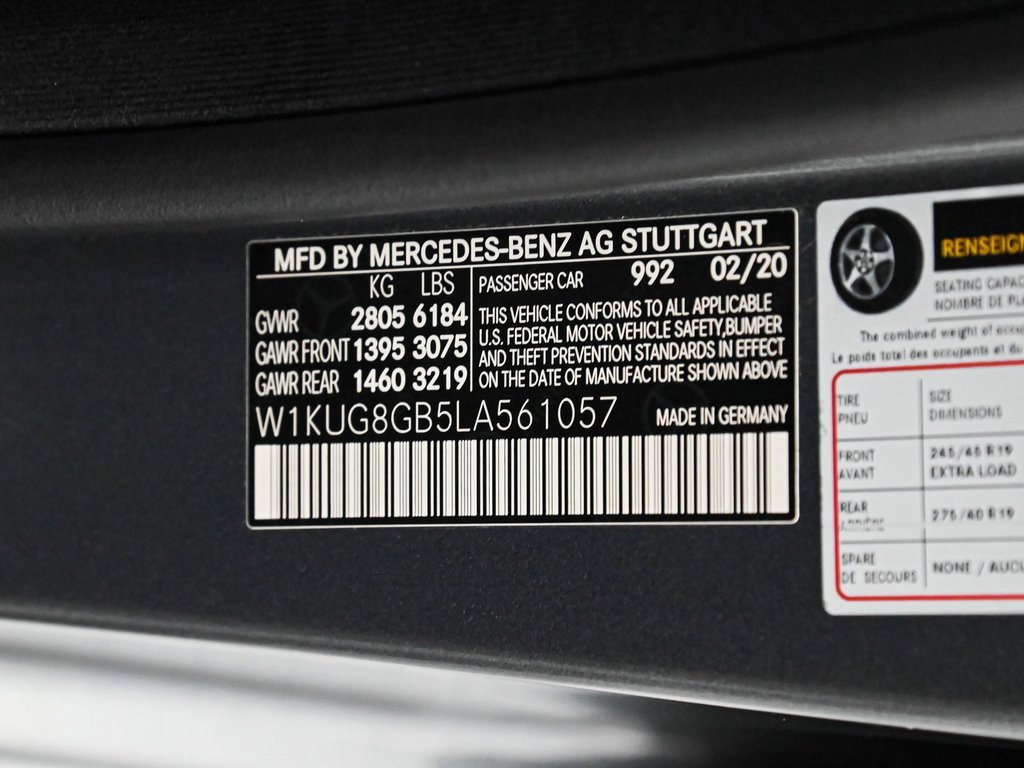 MFD BY MERCEDES-BENZ AG STUTTGART
KG LBS
GVWR 2805 6184
GAWR FRONT 1395 3075
GAWR REAR 1460 3219
PASSENGER CAR 992 02/20
THIS VEHICLE CONFORMS TO ALL APPLICABLE
U.S. FEDERAL MOTOR VEHICLE SAFETY,BUMPER
AND THEFT PREVENTION STANDARDS IN EFFECT
ON THE DATE OF MANUFACTURE SHOWN ABOVE
W1KUG8GB5LA561057 MADE IN GERMANY
RENSEIG
SEATING CAPAC
NOMBRE DE PLA
The combined weight of occu
Le poids total des occupants et du
TIRE SIZE
PNEU DIMENSIONS
FRONT 245/45 R19
AVANT EXTRA LOAD
REAR 275/40 R19
SPARE NONE / AUCU
DE SECOURS